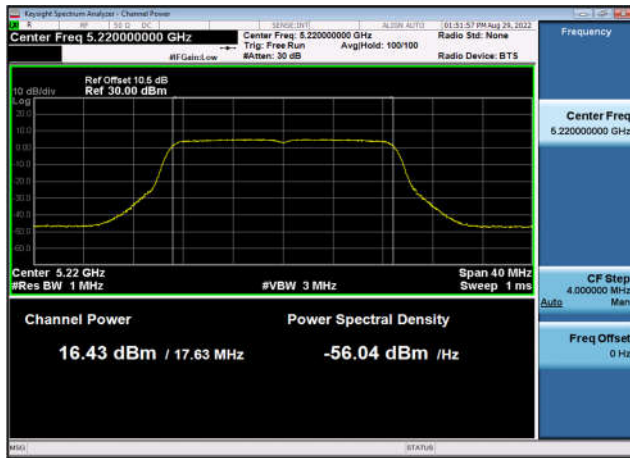 Keysight Spectrum Analyzer - Channel Power
R RF 50 Ω DC SENSE:INT ALIGN AUTO 01:51:57 PM Aug 29, 2022
Center Freq 5.220000000 GHz
Center Freq: 5.220000000 GHz
Radio Std: None
Trig: Free Run Avg|Hold: 100/100
#IFGain:Low
#Atten: 30 dB
Radio Device: BTS
Ref Offset 10.5 dB
10 dB/div Ref 30.00 dBm
Log
20.0
10.0
0.00
-10.0
-20.0
-30.0
-40.0
-50.0
-60.0
Center 5.22 GHz
Span 40 MHz
#Res BW 1 MHz
#VBW 3 MHz
Sweep 1 ms
Channel Power
Power Spectral Density
16.43 dBm / 17.63 MHz
-56.04 dBm /Hz
MSG
STATUS
Frequency
Center Freq
5.220000000 GHz
CF Step
4.000000 MHz
Auto Man
Freq Offset
0 Hz